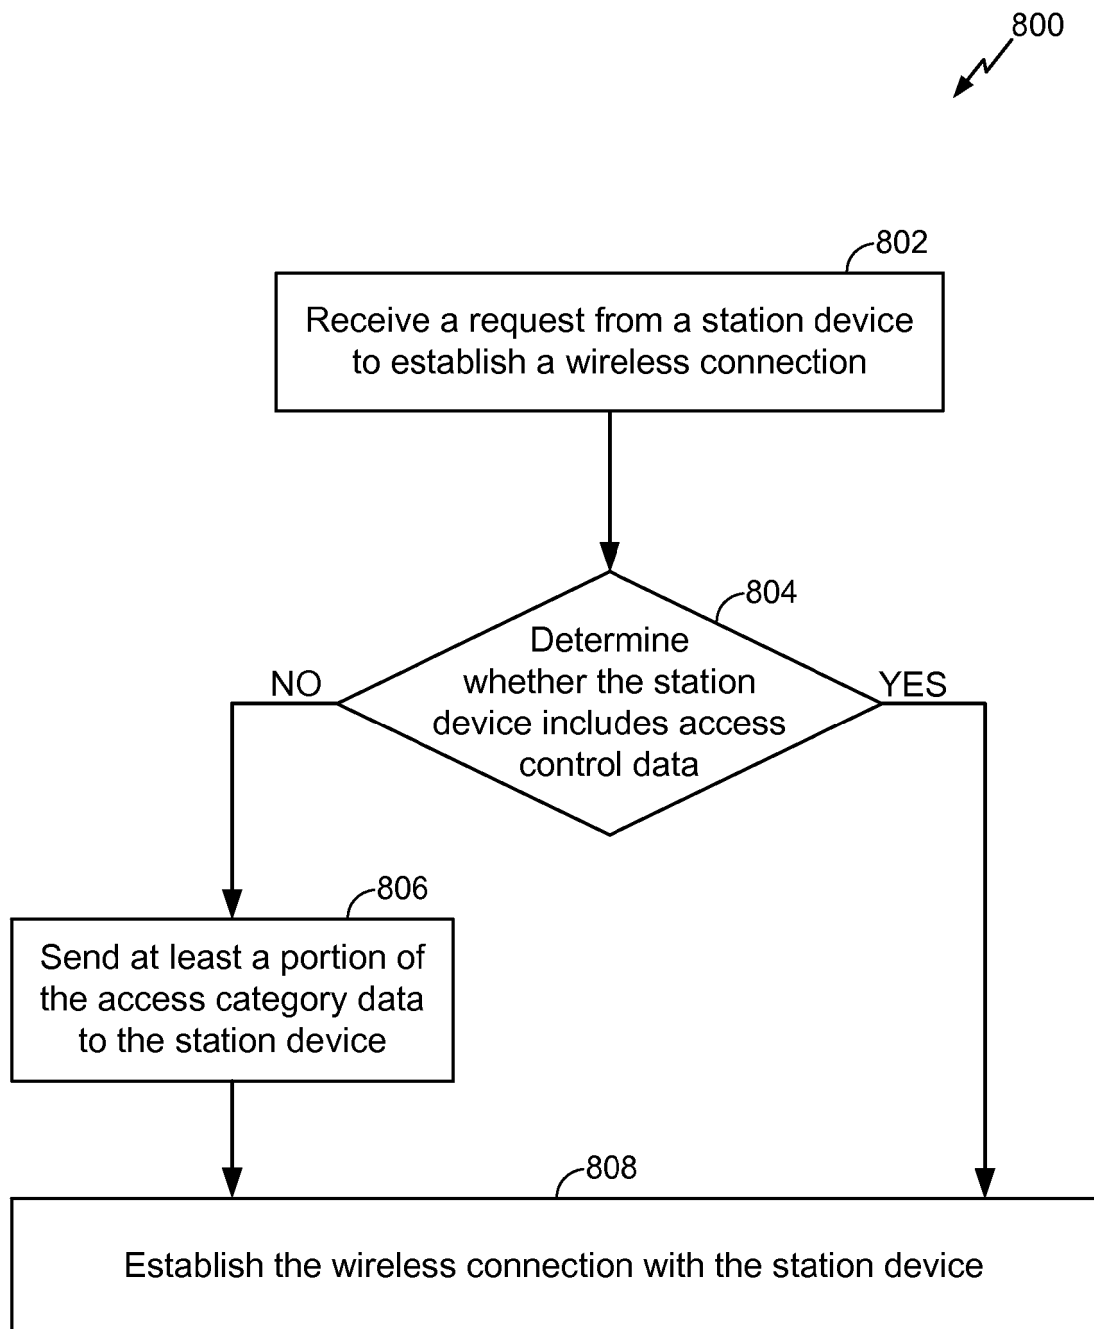 800
802
Receive a request from a station device
to establish a wireless connection
804
Determine
whether the station
device includes access
control data
NO
YES
806
Send at least a portion of
the access category data
to the station device
808
Establish the wireless connection with the station device